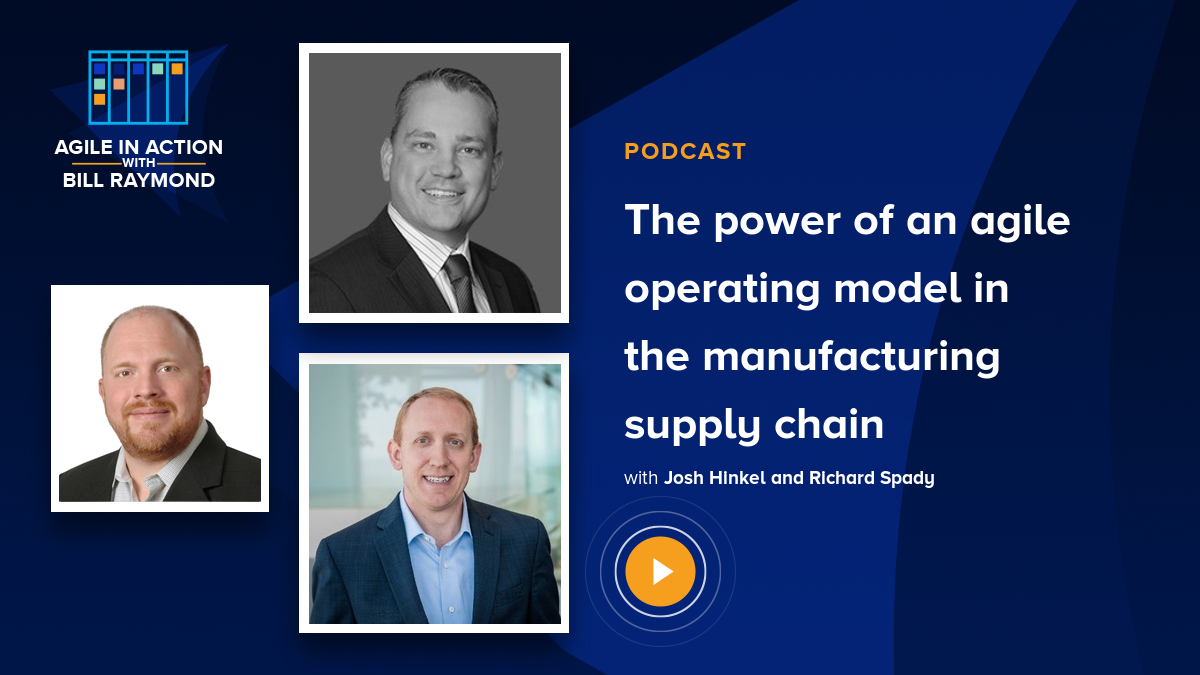 AGILE IN ACTION
WITH
BILL RAYMOND
PODCAST
The power of an agile
operating model in
the manufacturing
supply chain
with Josh Hinkel and Richard Spady